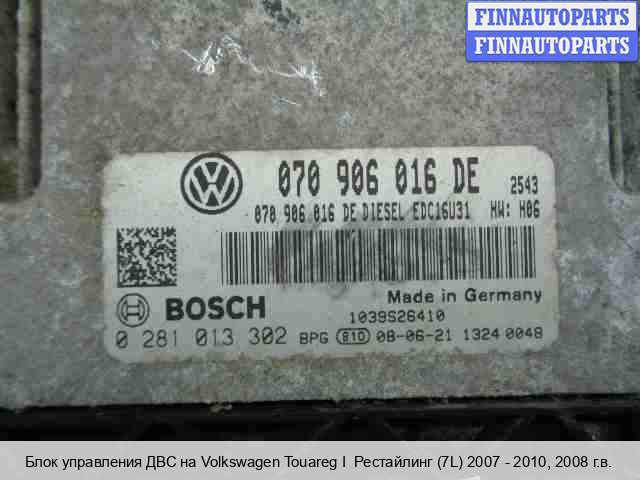 FINNAUTOPARTS
FINNAUTOPARTS
070 906 016 DE 2543
070 906 016 DE DIESEL EDC16U31 HW: H06
Made in Germany
BOSCH
1039S26410
0 281 013 302 BPG 810 08-06-21 1324 0048
Блок управления ДВС на Volkswagen Touareg I Рестайлинг (7L) 2007 - 2010, 2008 г.в.